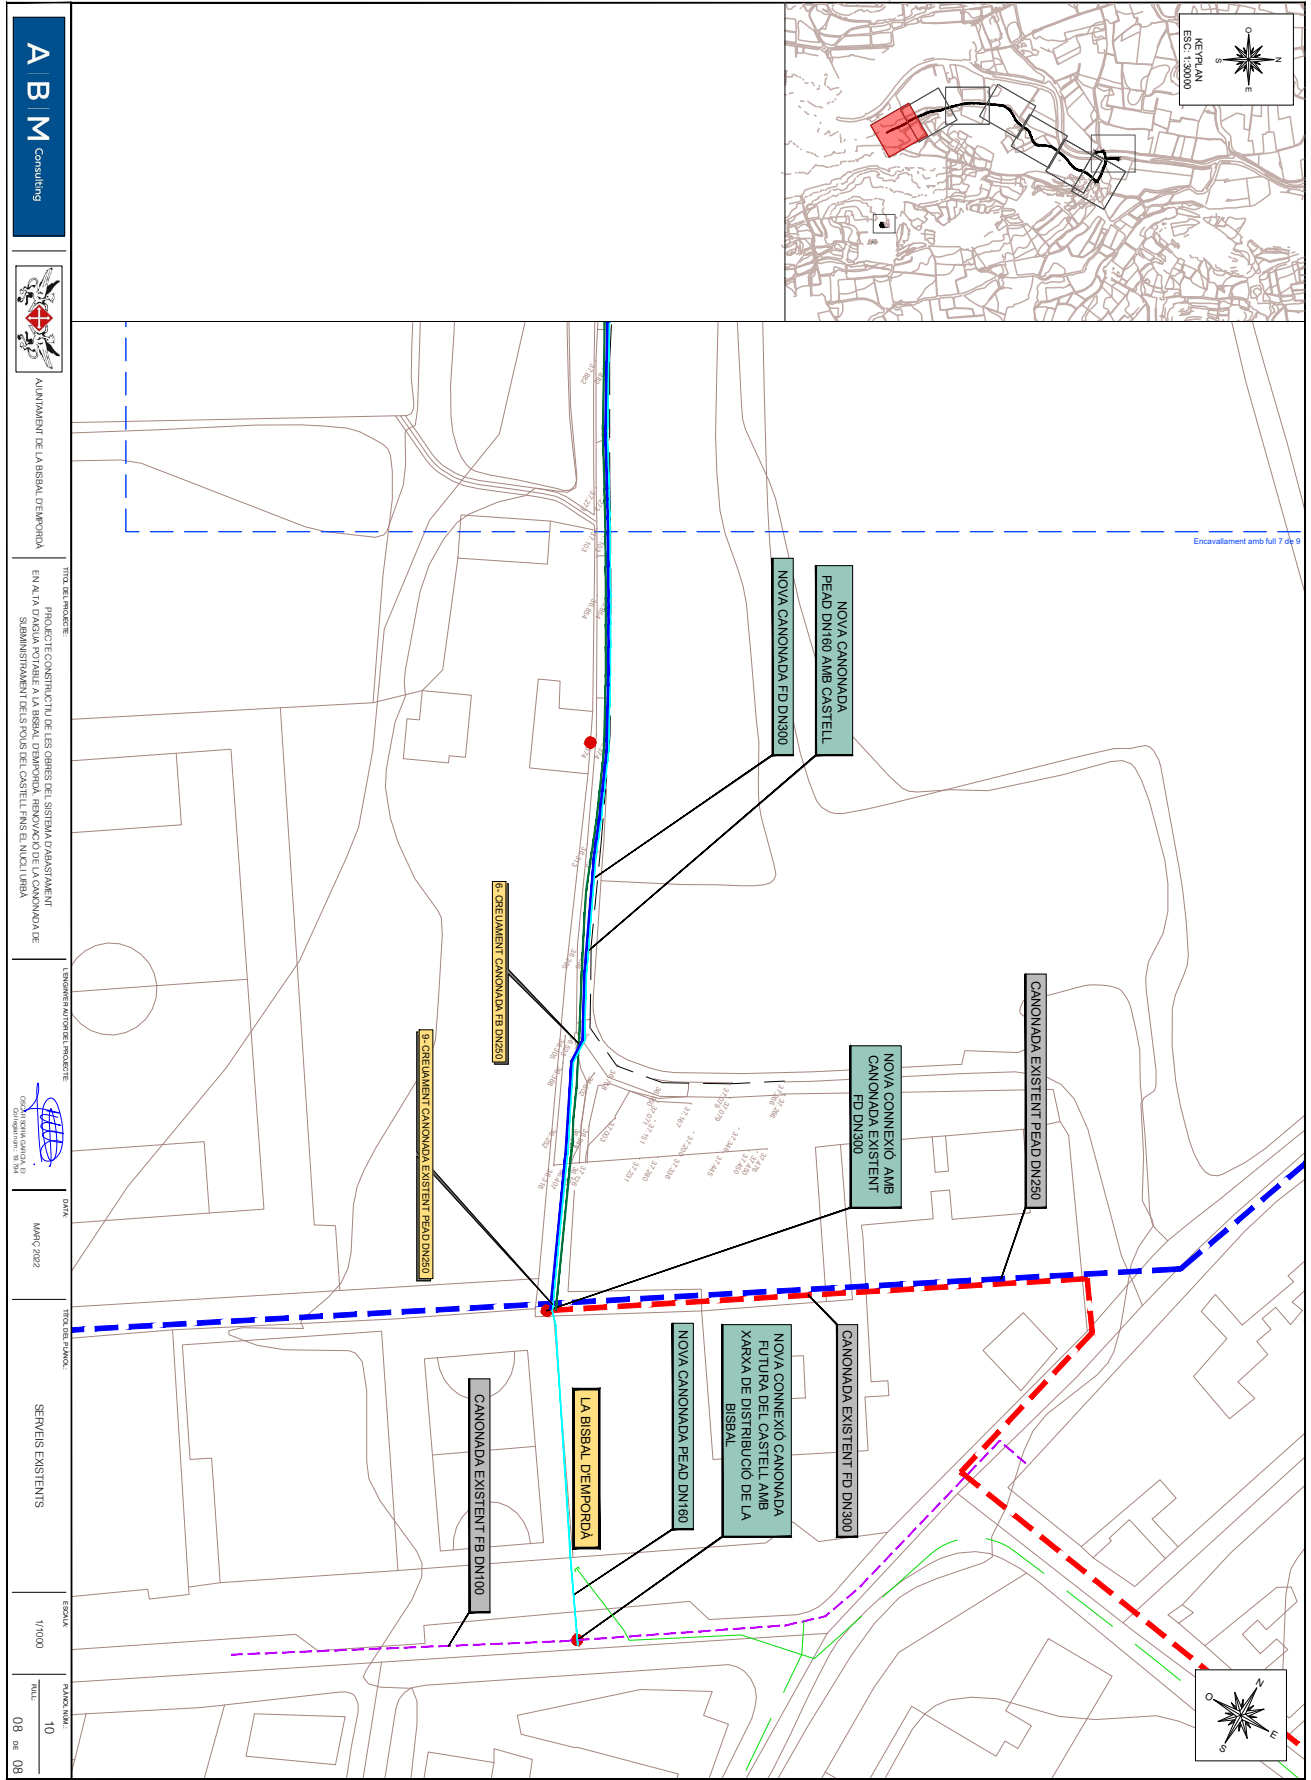 KEYPLAN
ESC: 1:30000
N
S
E
O
Encavallament amb full 7 de 9
NOVA CANONADA
PEAD DN160 AMB CASTELL
NOVA CANONADA FD DN300
CANONADA EXISTENT PEAD DN250
NOVA CONNEXIÓ AMB
CANONADA EXISTENT
FD DN300
6- CREUAMENT CANONADA FB DN250
9- CREUAMENT CANONADA EXISTENT PEAD DN250
CANONADA EXISTENT FD DN300
NOVA CONNEXIÓ CANONADA
FUTURA DEL CASTELL AMB
XARXA DE DISTRIBUCIÓ DE LA
BISBAL
NOVA CANONADA PEAD DN160
LA BISBAL D'EMPORDÀ
CANONADA EXISTENT FB DN100
N
E
S
O
A B M Consulting
AJUNTAMENT DE LA BISBAL D'EMPORDÀ
TÍTOL DEL PROJECTE:
PROJECTE CONSTRUCTIU DE LES OBRES DEL SISTEMA D'ABASTAMENT
EN ALTA D'AIGUA POTABLE A LA BISBAL D'EMPORDÀ. RENOVACIÓ DE LA CANONADA DE
SUBMINISTRAMENT DELS POUS DEL CASTELL FINS EL NUCLI URBÀ
L'ENGINYER AUTOR DEL PROJECTE:
DATA:
MARÇ 2022
TÍTOL DEL PLÀNOL:
SERVEIS EXISTENTS
ESCALA:
1/1000
PLÀNOL NÚM.:
10
FULL:
08 DE 08